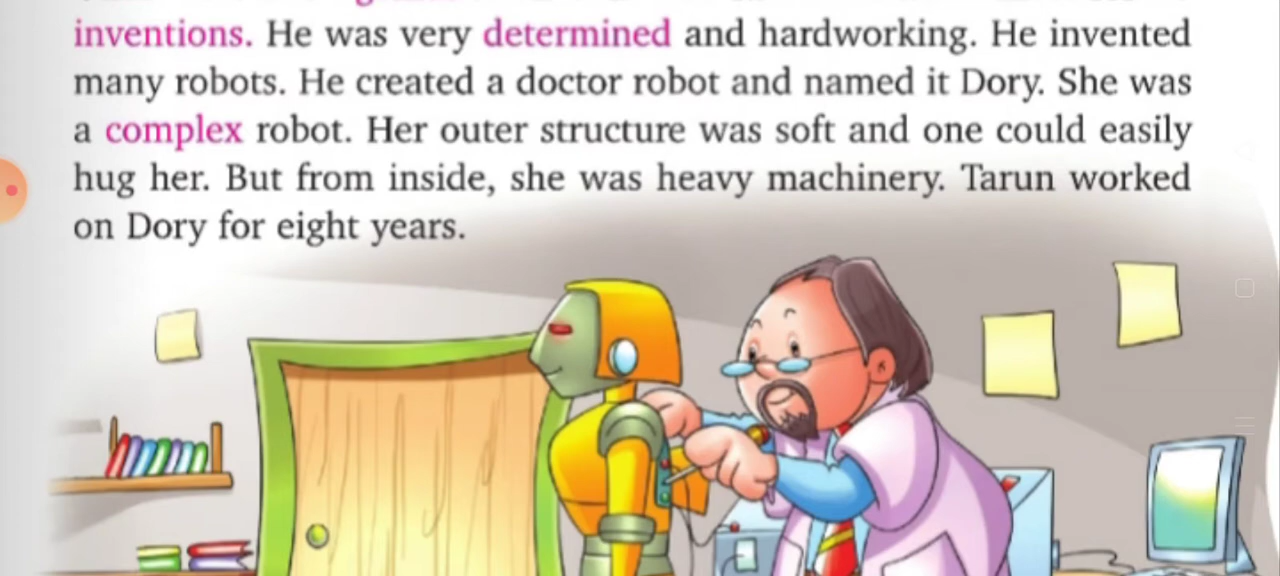 inventions. He was very determined and hardworking. He invented
many robots. He created a doctor robot and named it Dory. She was
a complex robot. Her outer structure was soft and one could easily
hug her. But from inside, she was heavy machinery. Tarun worked
on Dory for eight years.